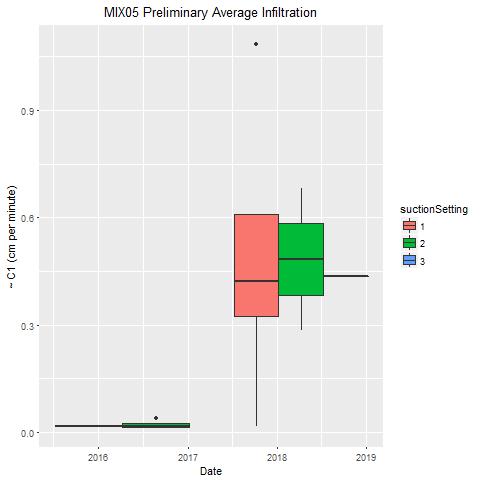 MIX05 Preliminary Average Infiltration
~ C1 (cm per minute)
0.9
0.6
0.3
0.0
2016 2017 2018 2019
Date
suctionSetting
1
2
3